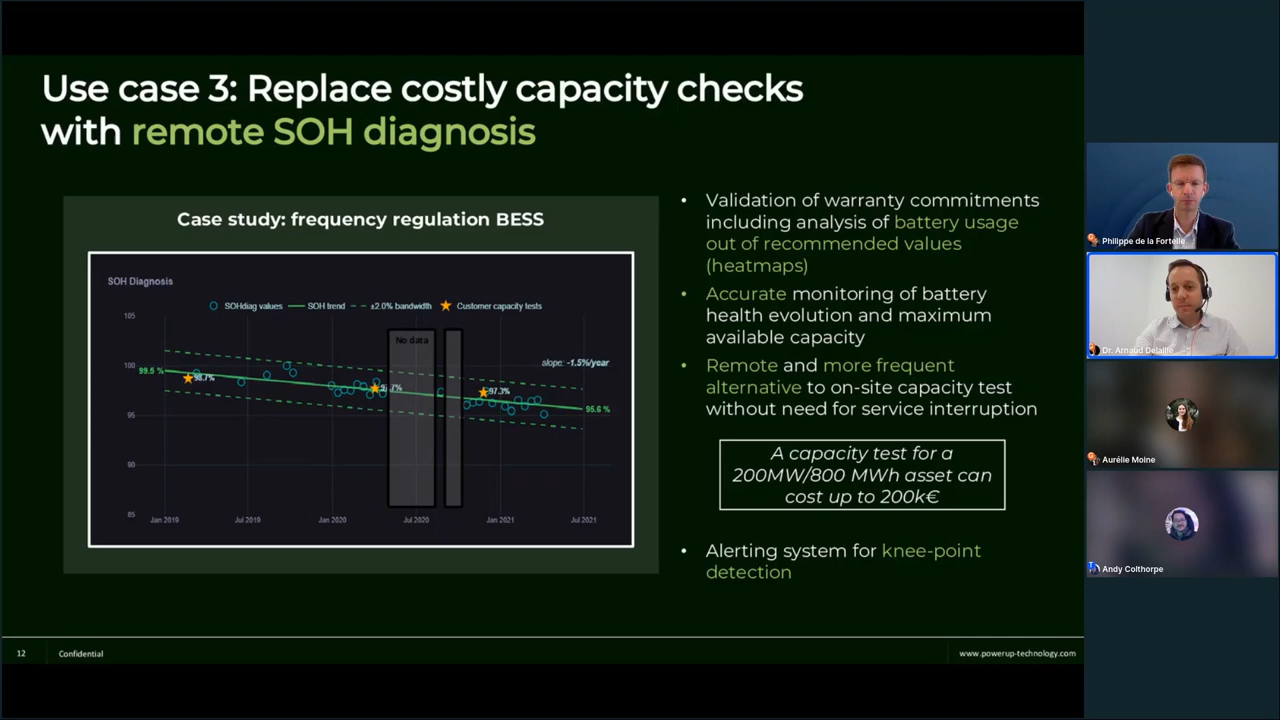 Use case 3: Replace costly capacity checks
with remote SOH diagnosis
Case study: frequency regulation BESS
SOH Diagnosis
SOHdiag values
SOH trend
±2.0% bandwidth
Customer capacity tests
105
100
95
90
85
No data
slope: -1.5%/year
99.5 %
98.7%
97.7%
97.3%
95.6 %
Jan 2019
Jul 2019
Jan 2020
Jul 2020
Jan 2021
Jul 2021
• Validation of warranty commitments
including analysis of battery usage
out of recommended values
(heatmaps)
• Accurate monitoring of battery
health evolution and maximum
available capacity
• Remote and more frequent
alternative to on-site capacity test
without need for service interruption
A capacity test for a
200MW/800 MWh asset can
cost up to 200k€
• Alerting system for knee-point
detection
12
Confidential
www.powerup-technology.com
Philippe de la Fortelle
Dr. Arnaud Delaille
Aurélie Moine
Andy Colthorpe